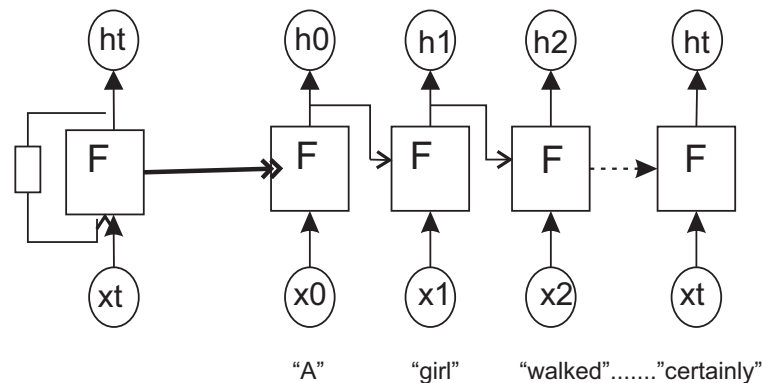 ht h0 h1 h2 ht
F F F F F
xt x0 x1 x2 xt
“A” “girl” “walked”.......”certainly”